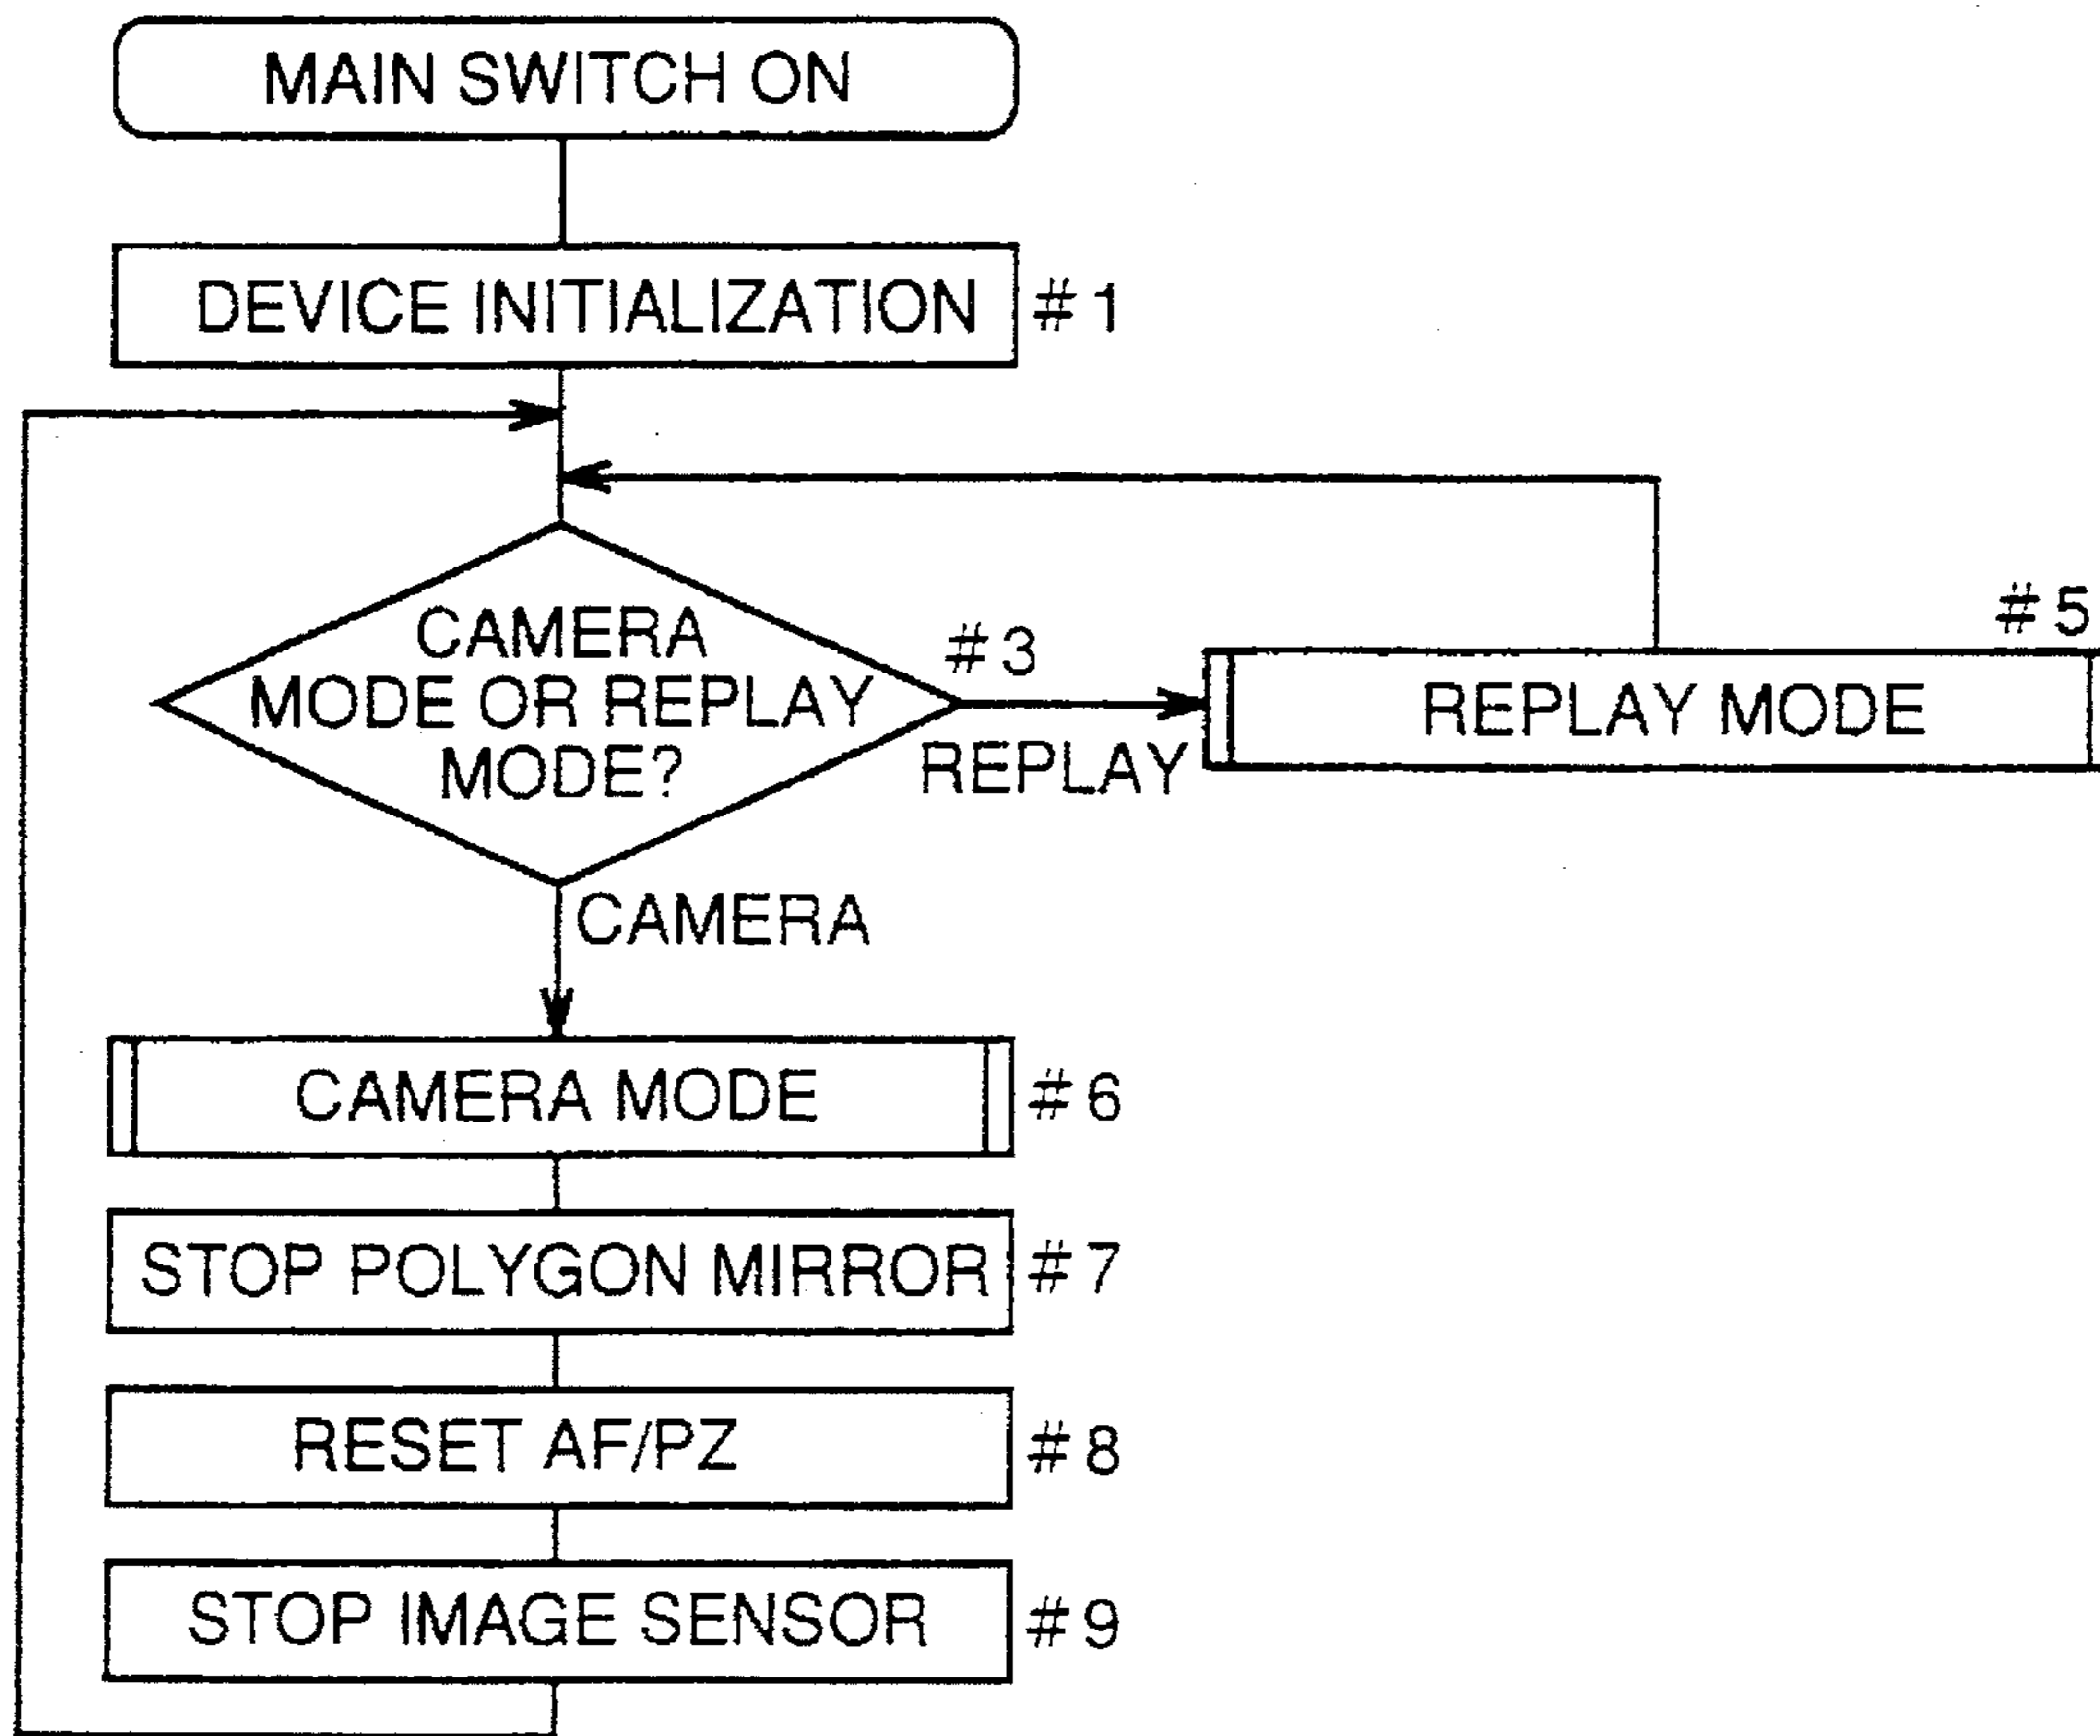 MAIN SWITCH ON
DEVICE INITIALIZATION #1
CAMERA
MODE OR REPLAY
MODE?
#3
REPLAY
#5
REPLAY MODE
CAMERA
CAMERA MODE #6
STOP POLYGON MIRROR #7
RESET AF/PZ #8
STOP IMAGE SENSOR #9